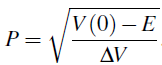 P = √((V(0) − E)/ΔV)